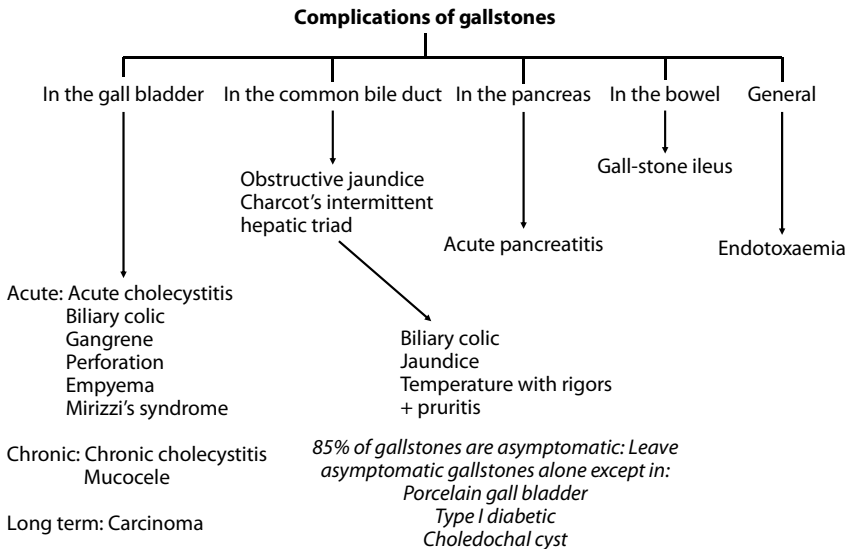 Complications of gallstones
In the gall bladder
In the common bile duct
In the pancreas
In the bowel
General
Gall-stone ileus
Obstructive jaundice
Charcot's intermittent
hepatic triad
Acute pancreatitis
Endotoxaemia
Acute: Acute cholecystitis
Biliary colic
Gangrene
Perforation
Empyema
Mirizzi's syndrome
Chronic: Chronic cholecystitis
Mucocele
Long term: Carcinoma
Biliary colic
Jaundice
Temperature with rigors
+ pruritis
85% of gallstones are asymptomatic: Leave
asymptomatic gallstones alone except in:
Porcelain gall bladder
Type I diabetic
Choledochal cyst